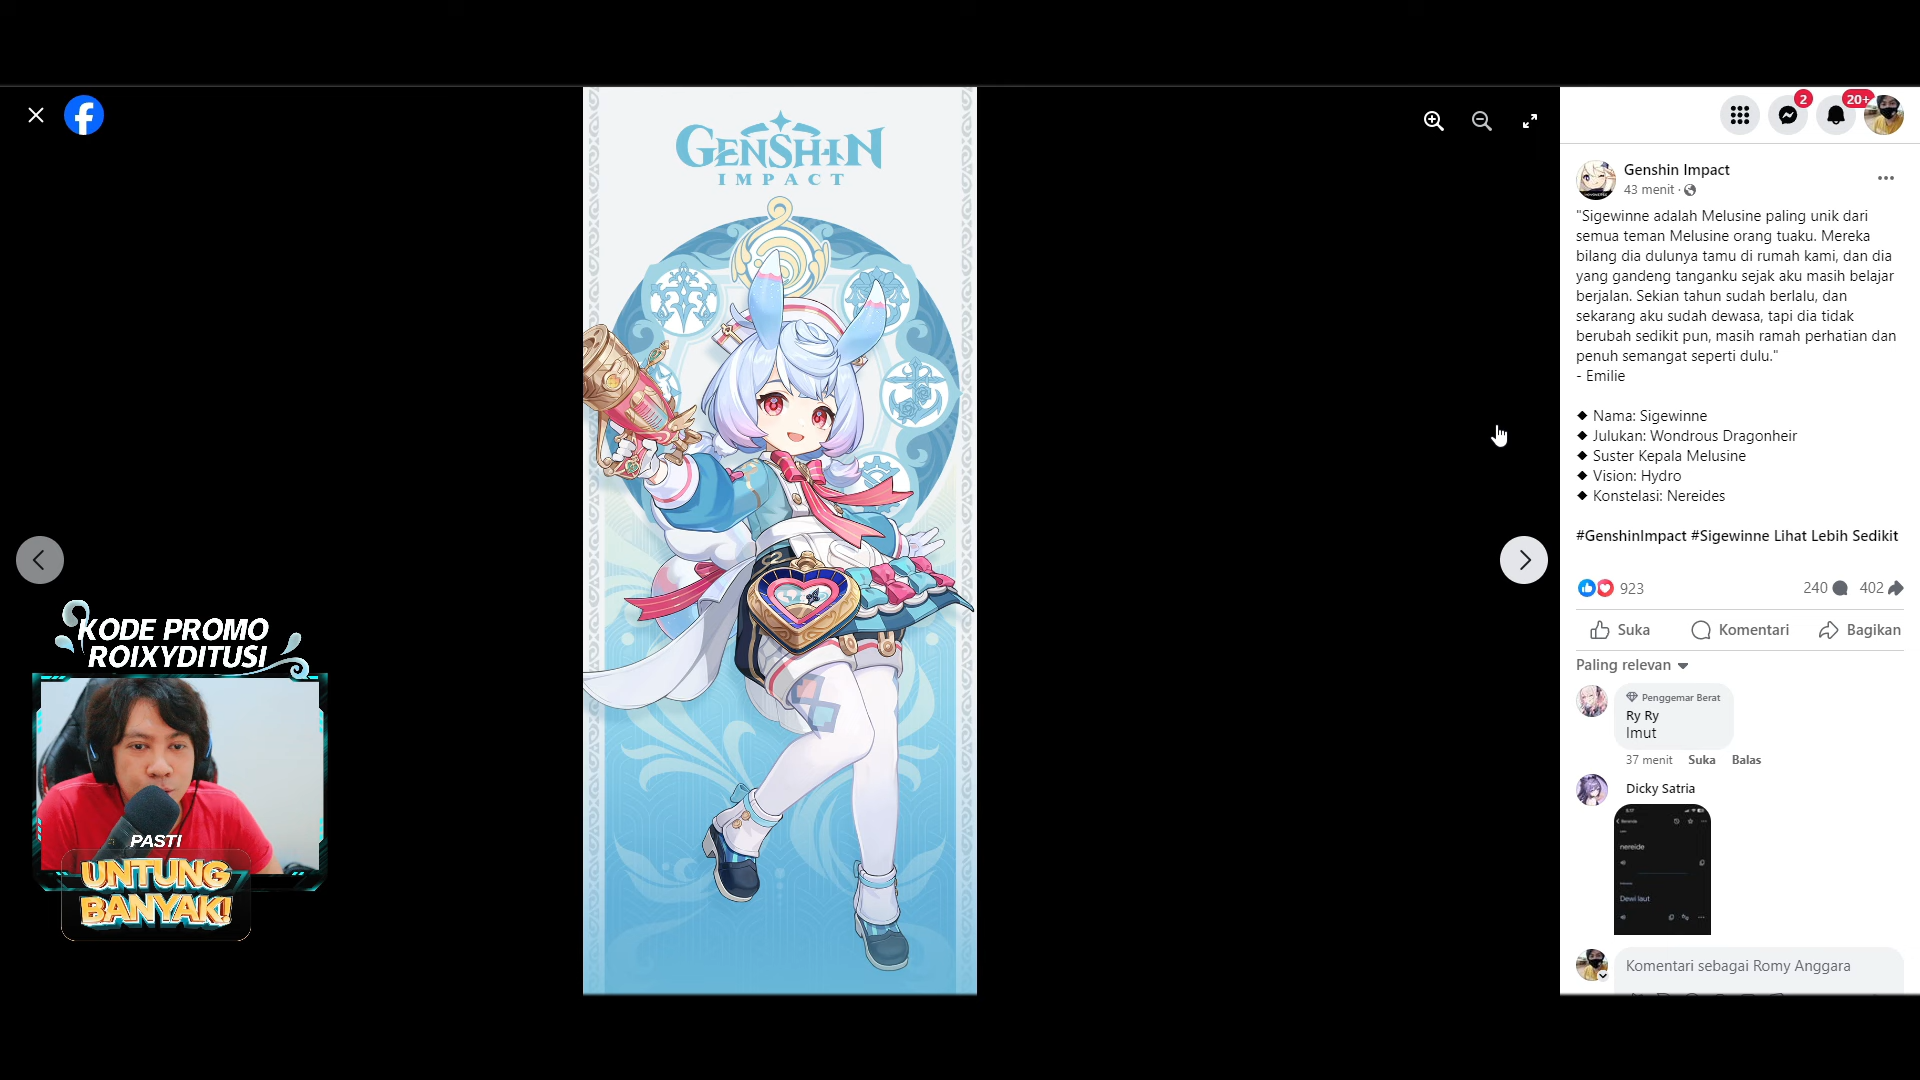 GENSHIN
IMPACT
KODE PROMO
ROIXYDITUSI
PASTI
UNTUNG
BANYAK!
2
20+
Genshin Impact
43 menit ·
"Sigewinne adalah Melusine paling unik dari
semua teman Melusine orang tuaku. Mereka
bilang dia dulunya tamu di rumah kami, dan dia
yang gandeng tanganku sejak aku masih belajar
berjalan. Sekian tahun sudah berlalu, dan
sekarang aku sudah dewasa, tapi dia tidak
berubah sedikit pun, masih ramah perhatian dan
penuh semangat seperti dulu."
- Emilie
◆ Nama: Sigewinne
◆ Julukan: Wondrous Dragonheir
◆ Suster Kepala Melusine
◆ Vision: Hydro
◆ Konstelasi: Nereides
#GenshinImpact #Sigewinne Lihat Lebih Sedikit
923
240
402
Suka
Komentari
Bagikan
Paling relevan
Penggemar Berat
Ry Ry
Imut
37 menit Suka Balas
Dicky Satria
nereide
Dewi laut
Komentari sebagai Romy Anggara